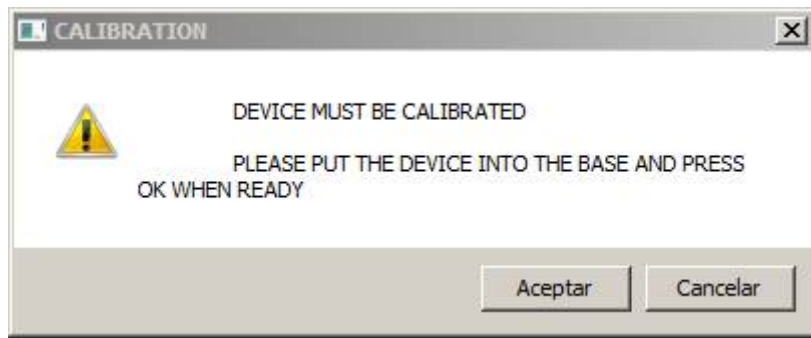 CALIBRATION
DEVICE MUST BE CALIBRATED
PLEASE PUT THE DEVICE INTO THE BASE AND PRESS
OK WHEN READY
Aceptar
Cancelar